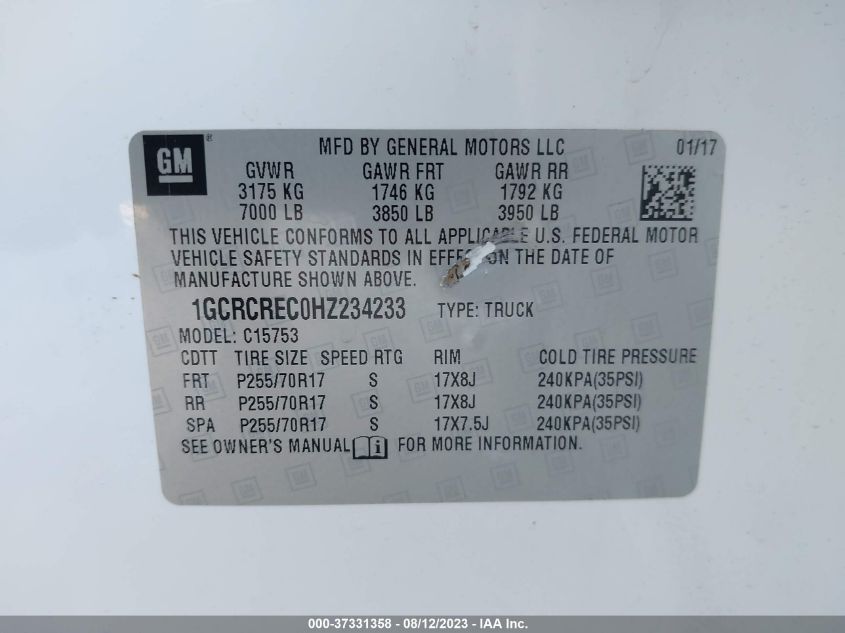 GM ® MFD BY GENERAL MOTORS LLC 01/17
GVWR GAWR FRT GAWR RR
3175 KG 1746 KG 1792 KG
7000 LB 3850 LB 3950 LB
THIS VEHICLE CONFORMS TO ALL APPLICABLE U.S. FEDERAL MOTOR
VEHICLE SAFETY STANDARDS IN EFFECT ON THE DATE OF
MANUFACTURE SHOWN ABOVE.
1GCRCREC0HZ234233 TYPE: TRUCK
MODEL: C15753
CDTT TIRE SIZE SPEED RTG RIM COLD TIRE PRESSURE
FRT P255/70R17 S 17X8J 240KPA(35PSI)
RR P255/70R17 S 17X8J 240KPA(35PSI)
SPA P255/70R17 S 17X7.5J 240KPA(35PSI)
SEE OWNER'S MANUAL i FOR MORE INFORMATION.
000-37331358 - 08/12/2023 - IAA Inc.